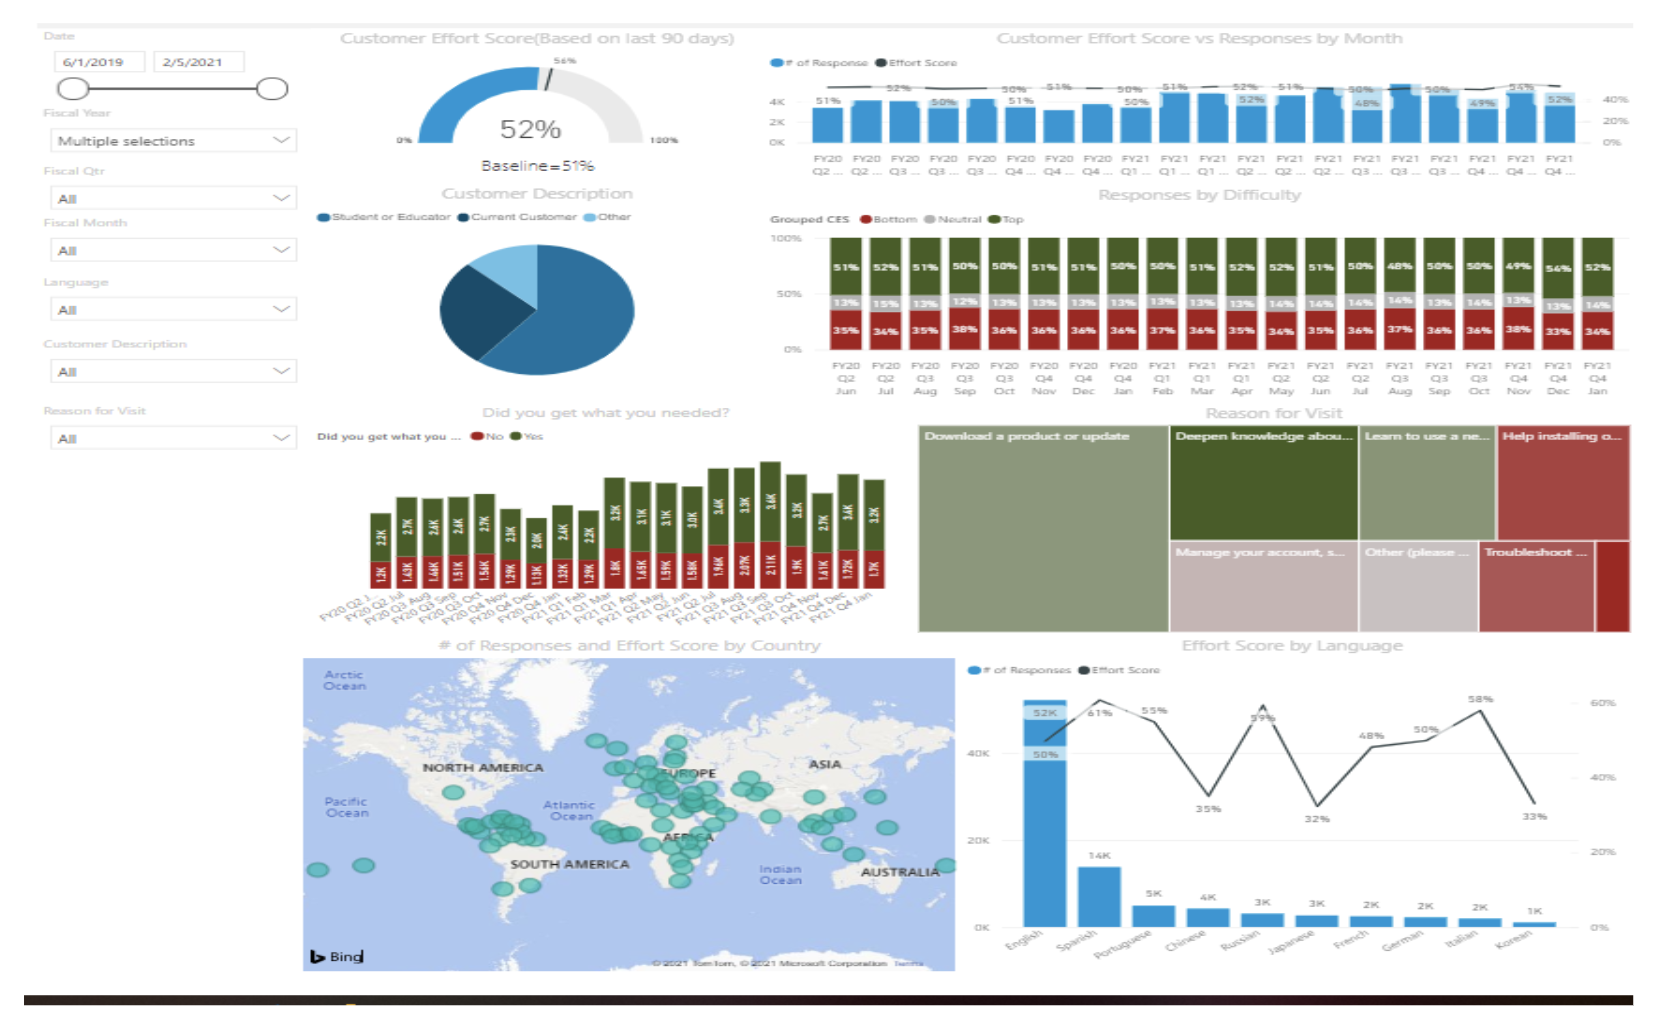 Date
6/1/2019 2/5/2021
Fiscal Year
Multiple selections
Fiscal Qtr
All
Fiscal Month
All
Language
All
Customer Description
All
Reason for Visit
All
Customer Effort Score(Based on last 90 days)
56%
52%
0% 100%
Baseline=51%
Customer Effort Score vs Responses by Month
# of Response Effort Score
4K
2K
0K
51% 52% 50% 50% 51% 51% 50% 50% 51% 51% 52% 52% 51% 50% 48% 50% 49% 54% 52%
40%
20%
0%
FY20 FY20 FY20 FY20 FY20 FY20 FY20 FY20 FY21 FY21 FY21 FY21 FY21 FY21 FY21 FY21 FY21 FY21 FY21 FY21
Q2 ... Q2 ... Q3 ... Q3 ... Q3 ... Q4 ... Q4 ... Q4 ... Q1 ... Q1 ... Q1 ... Q2 ... Q2 ... Q2 ... Q3 ... Q3 ... Q3 ... Q4 ... Q4 ... Q4 ...
Customer Description
Student or Educator Current Customer Other
Responses by Difficulty
Grouped CES Bottom Neutral Top
100%
50%
0%
51% 52% 51% 50% 50% 51% 51% 50% 50% 51% 52% 52% 51% 50% 48% 50% 50% 49% 54% 52%
13% 15% 13% 12% 13% 13% 13% 13% 13% 13% 13% 14% 14% 14% 14% 13% 14% 13% 13% 14%
35% 34% 35% 38% 36% 36% 36% 36% 37% 36% 35% 34% 35% 36% 37% 36% 36% 38% 33% 34%
FY20 FY20 FY20 FY20 FY20 FY20 FY20 FY20 FY21 FY21 FY21 FY21 FY21 FY21 FY21 FY21 FY21 FY21 FY21 FY21
Q2 Q2 Q3 Q3 Q3 Q4 Q4 Q4 Q1 Q1 Q1 Q2 Q2 Q2 Q3 Q3 Q3 Q4 Q4 Q4
Jun Jul Aug Sep Oct Nov Dec Jan Feb Mar Apr May Jun Jul Aug Sep Oct Nov Dec Jan
Did you get what you needed?
Did you get what you ... No Yes
2.2K 2.7K 2.6K 2.6K 2.7K 2.3K 2.0K 2.4K 2.2K 3.2K 3.1K 3.1K 3.0K 3.6K 3.3K 3.6K 3.2K 2.7K 3.4K 3.2K
1.2K 1.63K 1.46K 1.51K 1.56K 1.29K 1.13K 1.32K 1.29K 1.8K 1.65K 1.59K 1.58K 1.96K 2.07K 2.11K 1.9K 1.61K 1.72K 1.7K
FY20 Q2 J... FY20 Q2 Jul FY20 Q3 Aug FY20 Q3 Sep FY20 Q3 Oct FY20 Q4 Nov FY20 Q4 Dec FY20 Q4 Jan FY21 Q1 Feb FY21 Q1 Mar FY21 Q1 Apr FY21 Q2 May FY21 Q2 Jun FY21 Q2 Jul FY21 Q3 Aug FY21 Q3 Sep FY21 Q3 Oct FY21 Q4 Nov FY21 Q4 Dec FY21 Q4 Jan
Reason for Visit
Download a product or update Deepen knowledge abou... Learn to use a ne... Help installing o...
Manage your account, s... Other (please ... Troubleshoot ...
# of Responses and Effort Score by Country
Arctic
Ocean
NORTH AMERICA
EUROPE
ASIA
Pacific
Ocean
Atlantic
Ocean
AFRICA
SOUTH AMERICA
Indian
Ocean
AUSTRALIA
Bing
© 2021 TomTom, © 2021 Microsoft Corporation Terms
Effort Score by Language
# of Responses Effort Score
40K
20K
0K
52K 14K 5K 4K 3K 3K 2K 2K 2K 1K
50% 61% 55% 35% 59% 32% 48% 50% 58% 33%
60%
40%
20%
0%
English Spanish Portuguese Chinese Russian Japanese French German Italian Korean